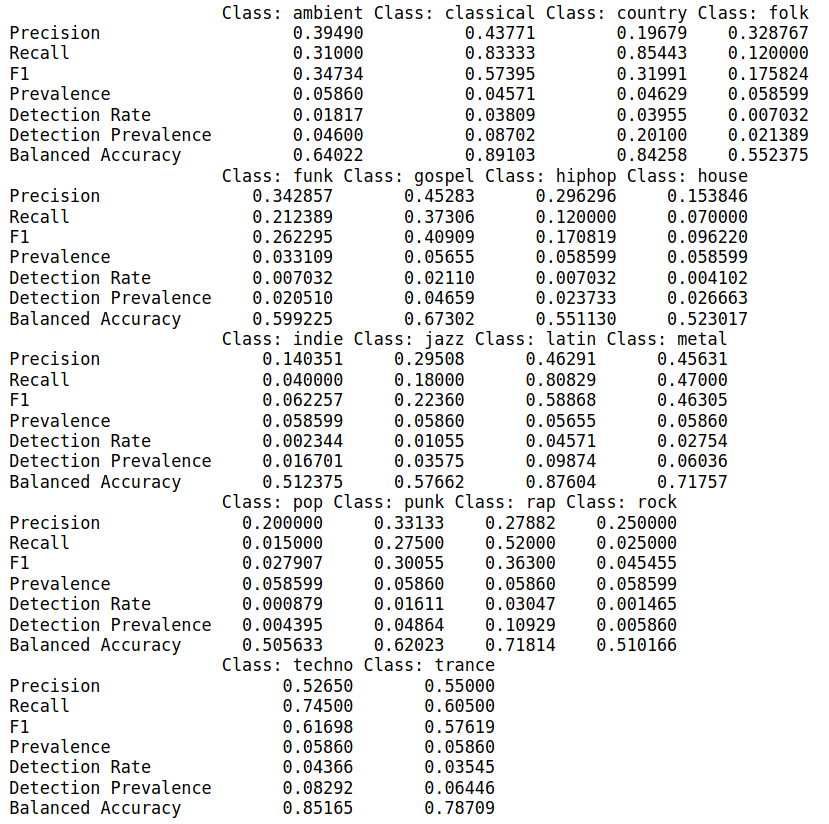 Class: ambient Class: classical Class: country Class: folk
Precision 0.39490 0.43771 0.19679 0.328767
Recall 0.31000 0.83333 0.85443 0.120000
F1 0.34734 0.57395 0.31991 0.175824
Prevalence 0.05860 0.04571 0.04629 0.058599
Detection Rate 0.01817 0.03809 0.03955 0.007032
Detection Prevalence 0.04600 0.08702 0.20100 0.021389
Balanced Accuracy 0.64022 0.89103 0.84258 0.552375
Class: funk Class: gospel Class: hiphop Class: house
Precision 0.342857 0.45283 0.296296 0.153846
Recall 0.212389 0.37306 0.120000 0.070000
F1 0.262295 0.40909 0.170819 0.096220
Prevalence 0.033109 0.05655 0.058599 0.058599
Detection Rate 0.007032 0.02110 0.007032 0.004102
Detection Prevalence 0.020510 0.04659 0.023733 0.026663
Balanced Accuracy 0.599225 0.67302 0.551130 0.523017
Class: indie Class: jazz Class: latin Class: metal
Precision 0.140351 0.29508 0.46291 0.45631
Recall 0.040000 0.18000 0.80829 0.47000
F1 0.062257 0.22360 0.58868 0.46305
Prevalence 0.058599 0.05860 0.05655 0.05860
Detection Rate 0.002344 0.01055 0.04571 0.02754
Detection Prevalence 0.016701 0.03575 0.09874 0.06036
Balanced Accuracy 0.512375 0.57662 0.87604 0.71757
Class: pop Class: punk Class: rap Class: rock
Precision 0.200000 0.33133 0.27882 0.250000
Recall 0.015000 0.27500 0.52000 0.025000
F1 0.027907 0.30055 0.36300 0.045455
Prevalence 0.058599 0.05860 0.05860 0.058599
Detection Rate 0.000879 0.01611 0.03047 0.001465
Detection Prevalence 0.004395 0.04864 0.10929 0.005860
Balanced Accuracy 0.505633 0.62023 0.71814 0.510166
Class: techno Class: trance
Precision 0.52650 0.55000
Recall 0.74500 0.60500
F1 0.61698 0.57619
Prevalence 0.05860 0.05860
Detection Rate 0.04366 0.03545
Detection Prevalence 0.08292 0.06446
Balanced Accuracy 0.85165 0.78709